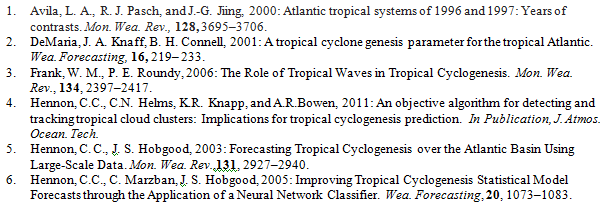 1. Avila, L. A., R. J. Pasch, and J.-G. Jiing, 2000: Atlantic tropical systems of 1996 and 1997: Years of
contrasts. Mon. Wea. Rev., 128, 3695–3706.
2. DeMaria, J. A. Knaff, B. H. Connell, 2001: A tropical cyclone genesis parameter for the tropical Atlantic.
Wea. Forecasting, 16, 219–233.
3. Frank, W. M., P. E. Roundy, 2006: The Role of Tropical Waves in Tropical Cyclogenesis. Mon. Wea.
Rev., 134, 2397–2417.
4. Hennon, C.C., C.N. Helms, K.R. Knapp, and A.R. Bowen, 2011: An objective algorithm for detecting and
tracking tropical cloud clusters: Implications for tropical cyclogenesis prediction. In Publication, J. Atmos.
Ocean. Tech.
5. Hennon, C. C., J. S. Hobgood, 2003: Forecasting Tropical Cyclogenesis over the Atlantic Basin Using
Large-Scale Data. Mon. Wea. Rev. 131, 2927–2940.
6. Hennon, C.C., C. Marzban, J. S. Hobgood, 2005: Improving Tropical Cyclogenesis Statistical Model
Forecasts through the Application of a Neural Network Classifier. Wea. Forecasting, 20, 1073–1083.